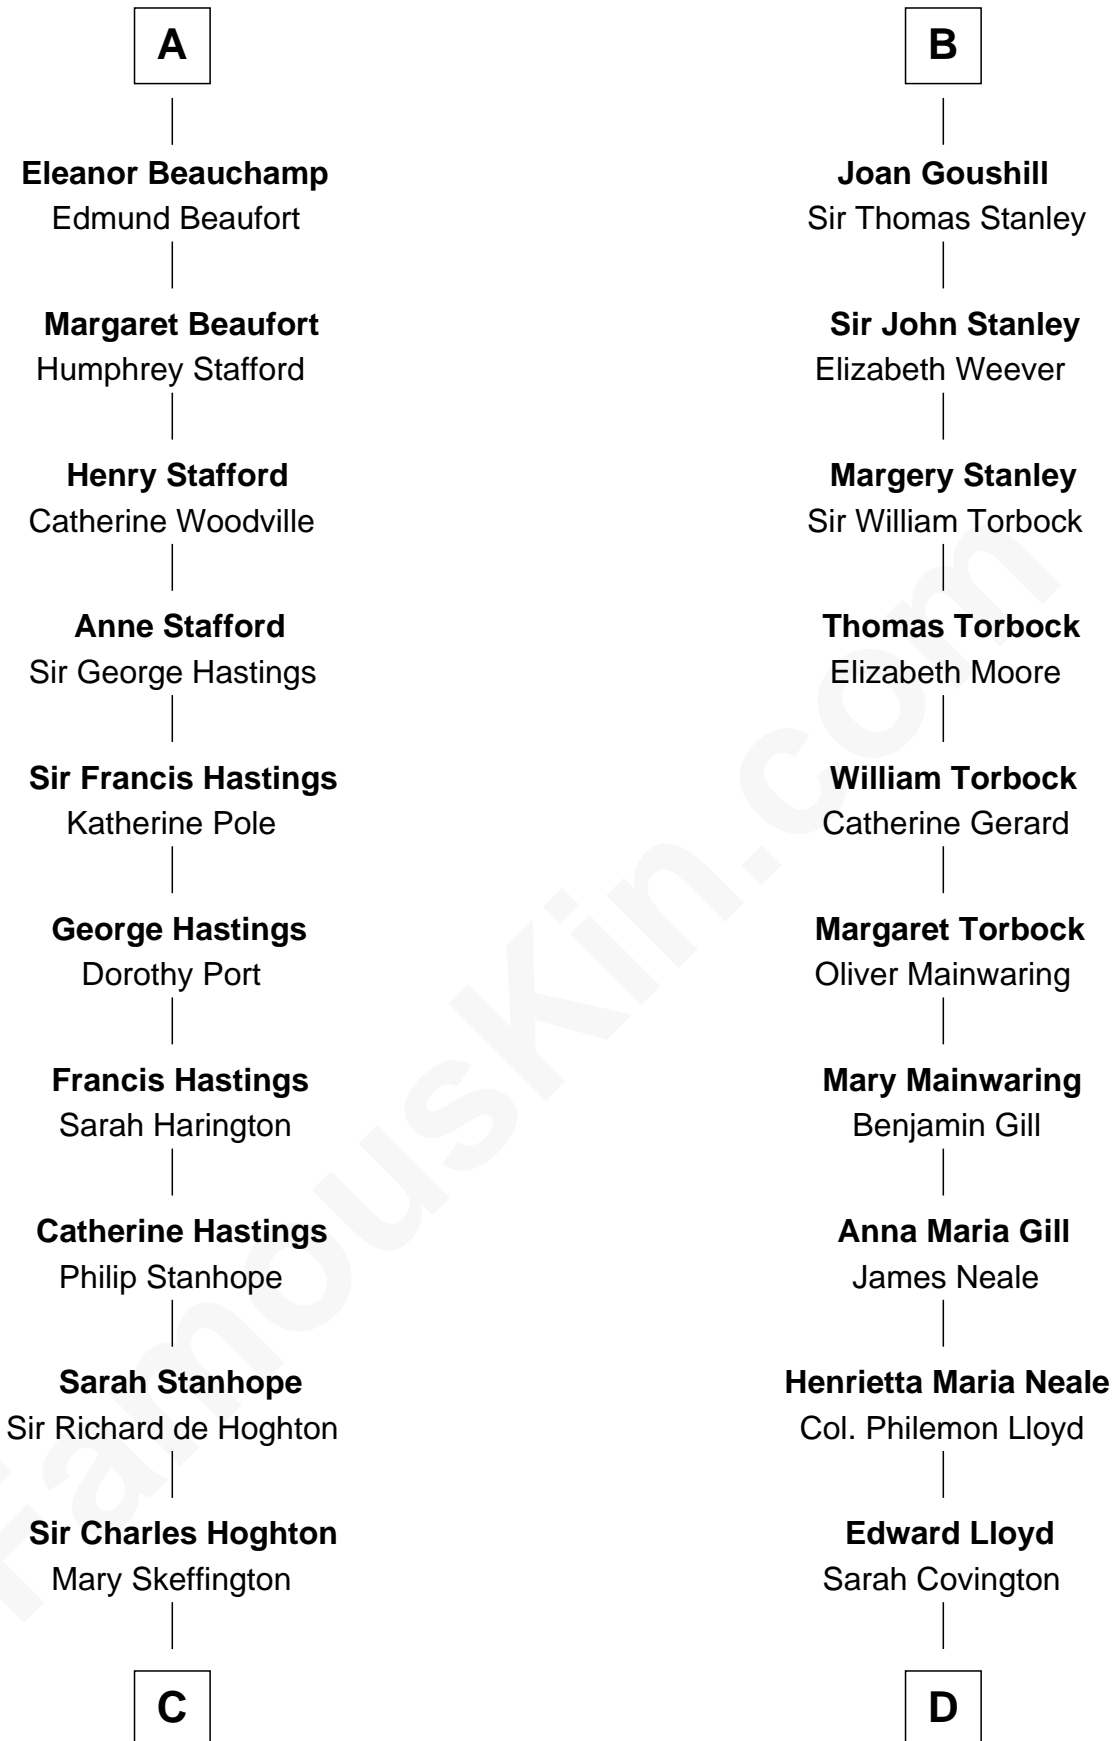 A
Eleanor Beauchamp
Edmund Beaufort
Margaret Beaufort
Humphrey Stafford
Henry Stafford
Catherine Woodville
Anne Stafford
Sir George Hastings
Sir Francis Hastings
Katherine Pole
George Hastings
Dorothy Port
Francis Hastings
Sarah Harington
Catherine Hastings
Philip Stanhope
Sarah Stanhope
Sir Richard de Hoghton
Sir Charles Hoghton
Mary Skeffington
C
B
Joan Goushill
Sir Thomas Stanley
Sir John Stanley
Elizabeth Weever
Margery Stanley
Sir William Torbock
Thomas Torbock
Elizabeth Moore
William Torbock
Catherine Gerard
Margaret Torbock
Oliver Mainwaring
Mary Mainwaring
Benjamin Gill
Anna Maria Gill
James Neale
Henrietta Maria Neale
Col. Philemon Lloyd
Edward Lloyd
Sarah Covington
D
FamousKin.com